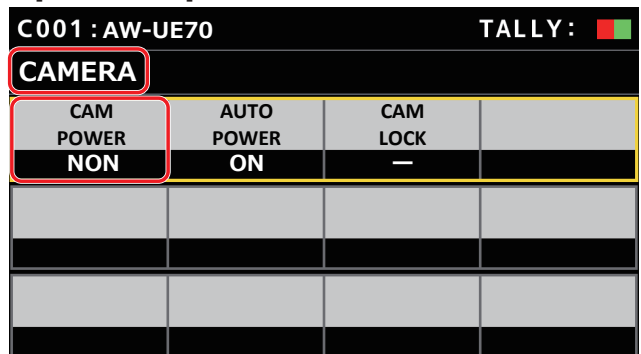 C001:AW-UE70 TALLY:
CAMERA
CAM AUTO CAM
POWER POWER LOCK
NON ON —